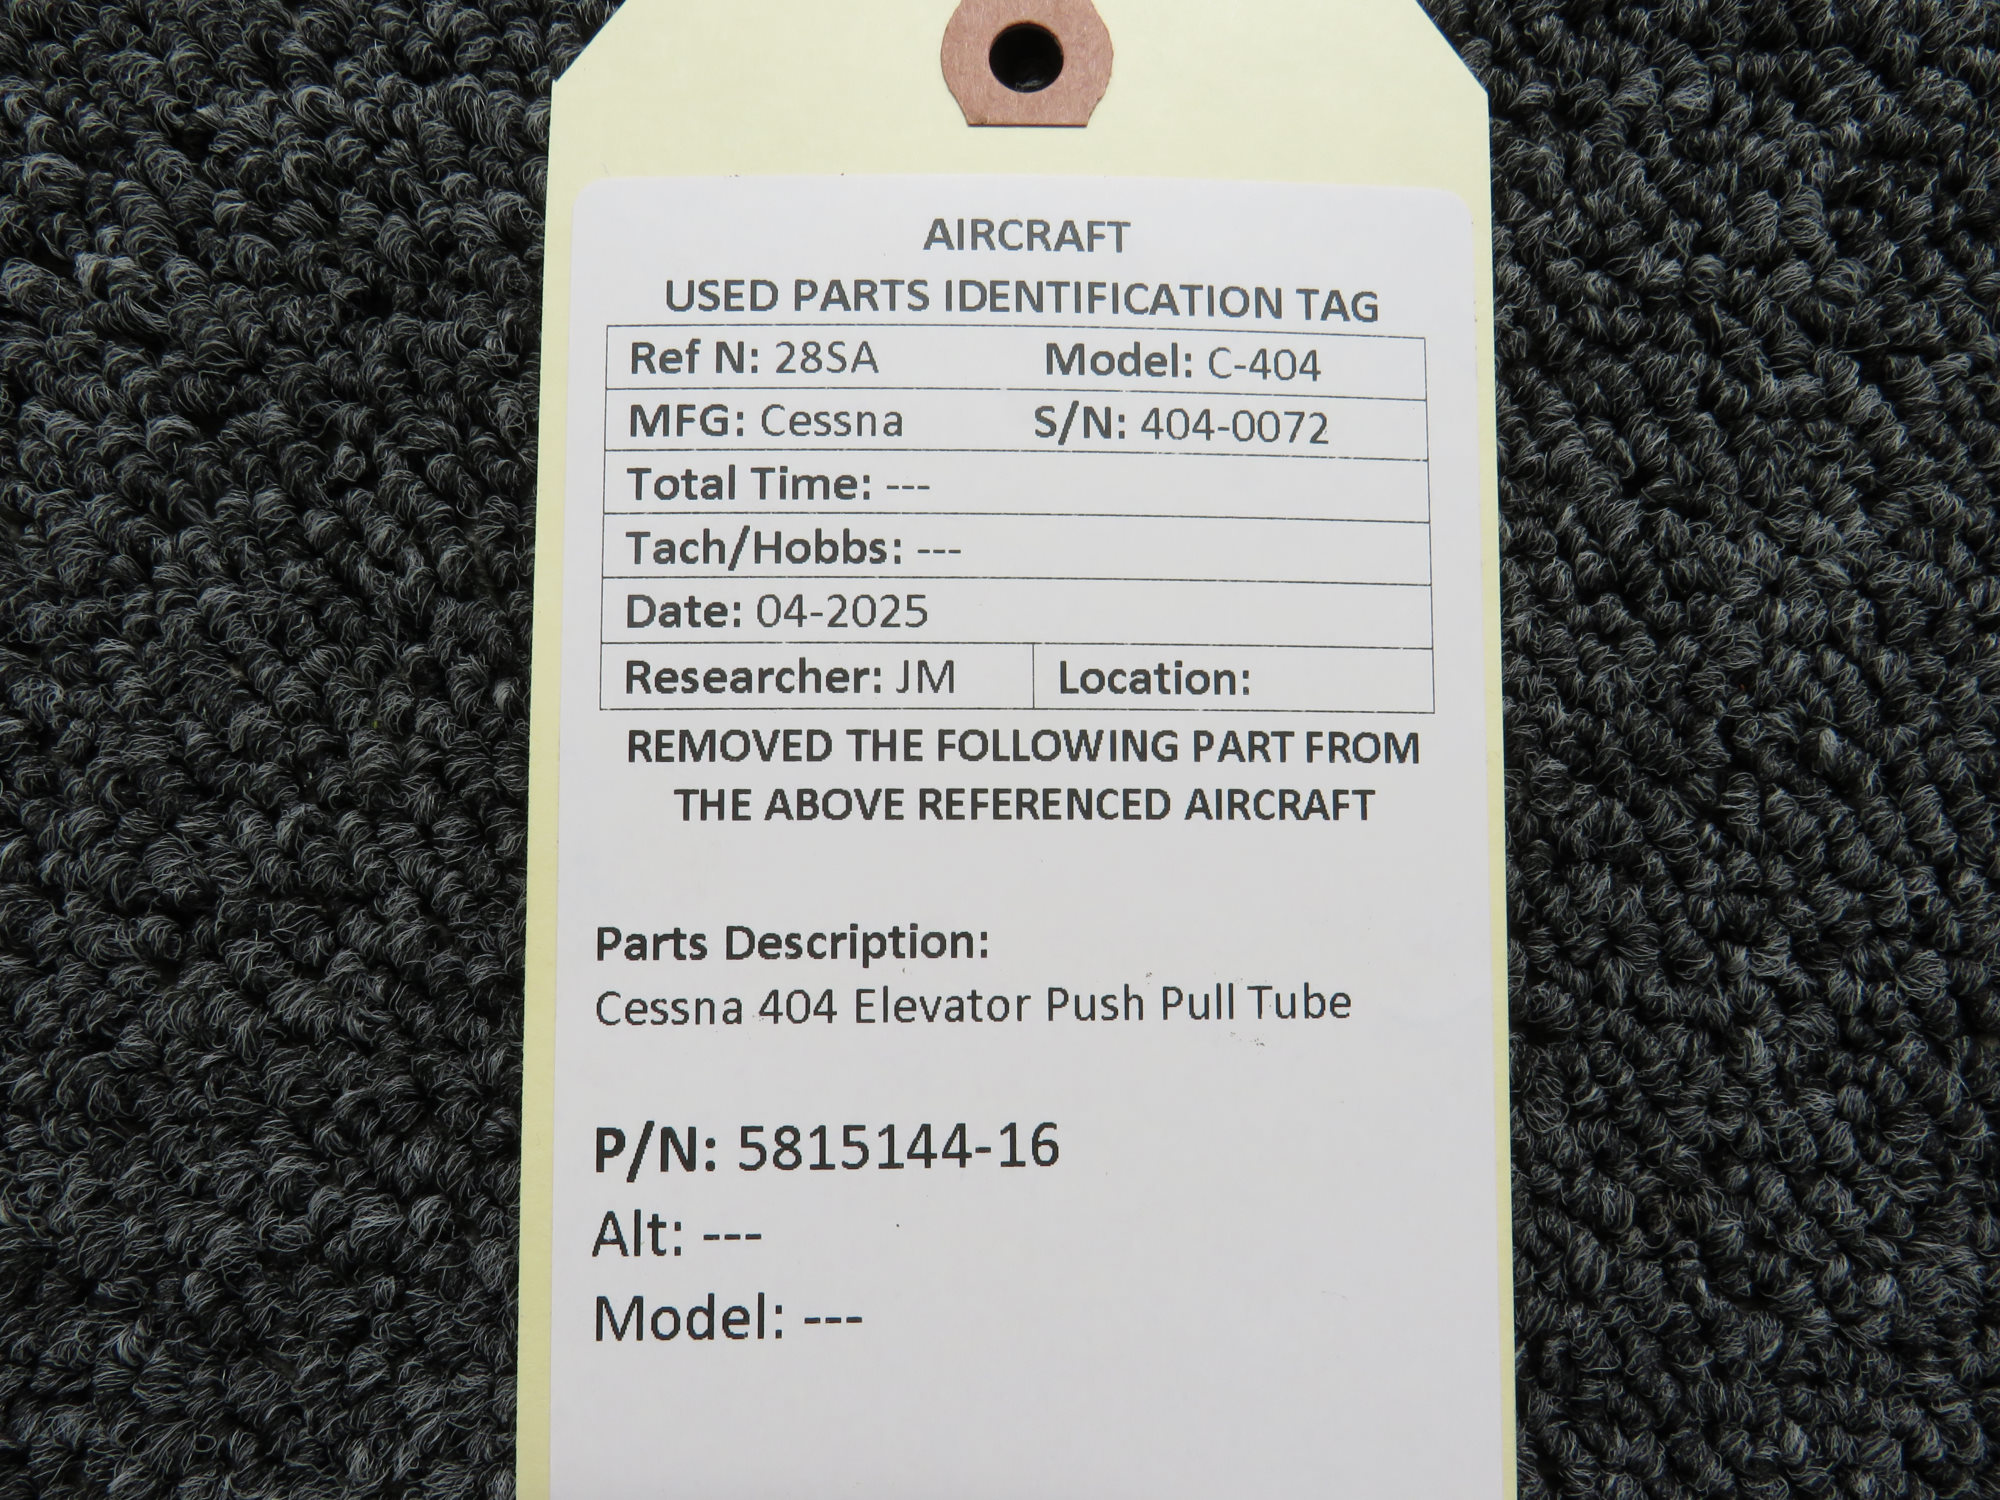 AIRCRAFT
USED PARTS IDENTIFICATION TAG
Ref N: 28SA Model: C-404
MFG: Cessna S/N: 404-0072
Total Time: ---
Tach/Hobbs: ---
Date: 04-2025
Researcher: JM Location:
REMOVED THE FOLLOWING PART FROM
THE ABOVE REFERENCED AIRCRAFT
Parts Description:
Cessna 404 Elevator Push Pull Tube
P/N: 5815144-16
Alt: ---
Model: ---